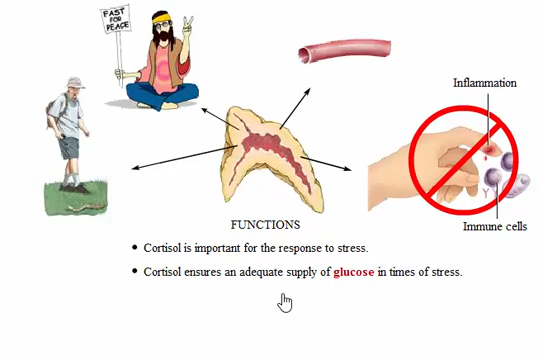 FAST
FOR
PEACE
Inflammation
Immune cells
FUNCTIONS
• Cortisol is important for the response to stress.
• Cortisol ensures an adequate supply of glucose in times of stress.